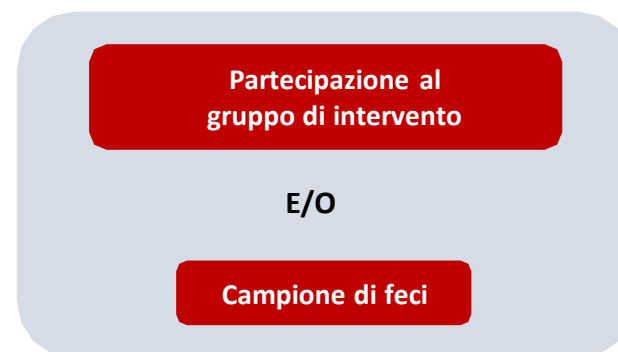 Partecipazione al
gruppo di intervento
E/O
Campione di feci